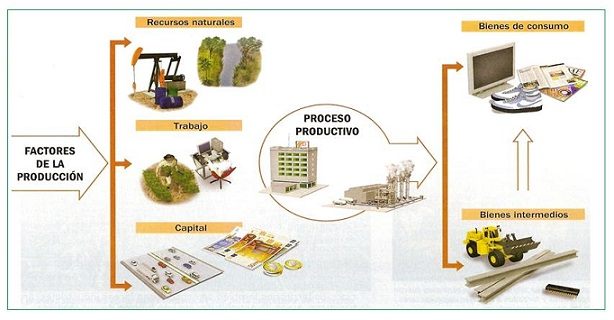 Recursos naturales
Bienes de consumo
Trabajo
PROCESO
PRODUCTIVO
FACTORES
DE LA
PRODUCCIÓN
Capital
Bienes intermedios